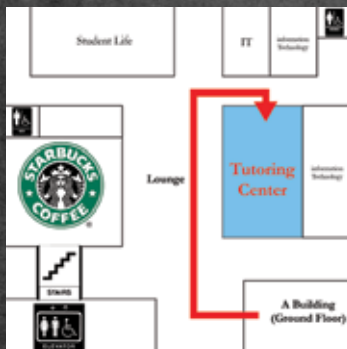 Student Life
IT
information
Technology
STARBUCKS
COFFEE
®
Lounge
Tutoring
Center
information
Technology
STAIRS
A Building
(Ground Floor)
ELEVATOR